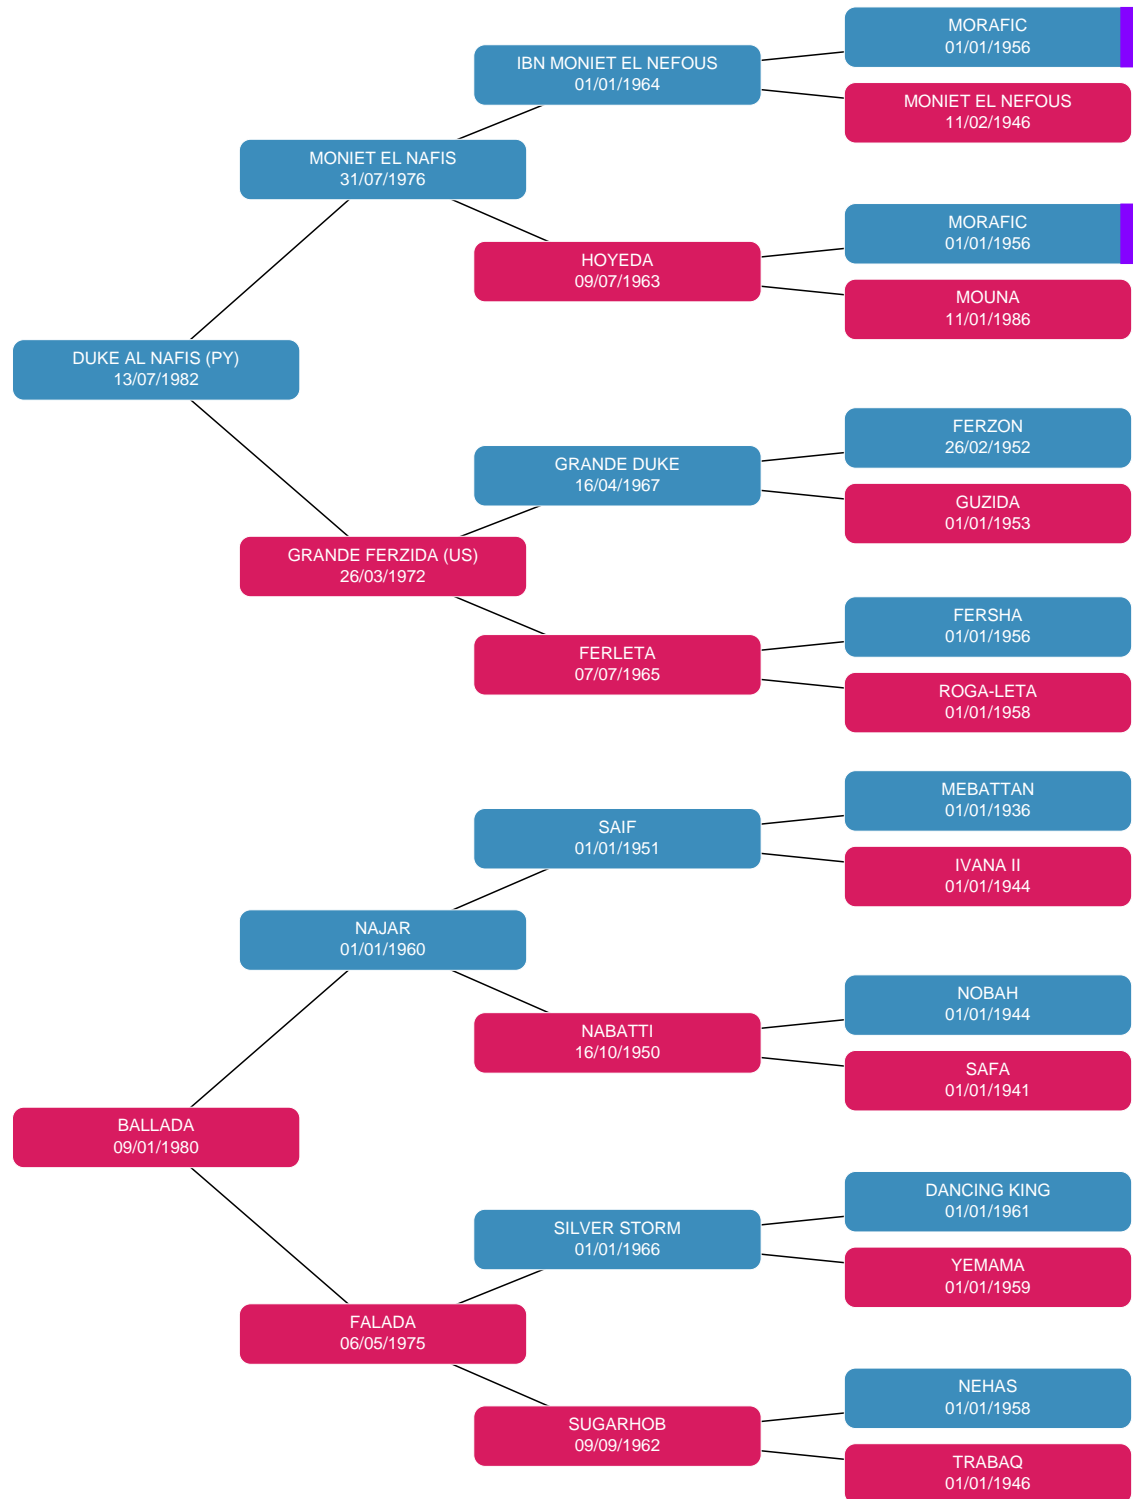 MORAFIC
01/01/1956
IBN MONIET EL NEFOUS
01/01/1964
MONIET EL NEFOUS
11/02/1946
MONIET EL NAFIS
31/07/1976
MORAFIC
01/01/1956
HOYEDA
09/07/1963
MOUNA
11/01/1986
DUKE AL NAFIS (PY)
13/07/1982
FERZON
26/02/1952
GRANDE DUKE
16/04/1967
GUZIDA
01/01/1953
GRANDE FERZIDA (US)
26/03/1972
FERSHA
01/01/1956
FERLETA
07/07/1965
ROGA-LETA
01/01/1958
MEBATTAN
01/01/1936
SAIF
01/01/1951
IVANA II
01/01/1944
NAJAR
01/01/1960
NOBAH
01/01/1944
NABATTI
16/10/1950
SAFA
01/01/1941
BALLADA
09/01/1980
DANCING KING
01/01/1961
SILVER STORM
01/01/1966
YEMAMA
01/01/1959
FALADA
06/05/1975
NEHAS
01/01/1958
SUGARHOB
09/09/1962
TRABAQ
01/01/1946